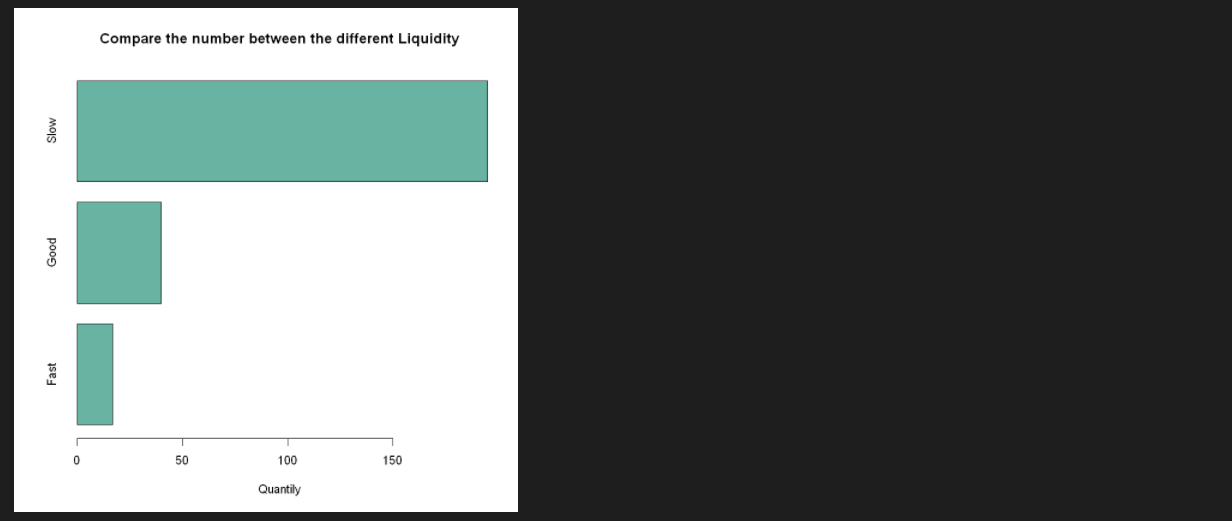 Compare the number between the different Liquidity
Slow
Good
Fast
0 50 100 150
Quantily